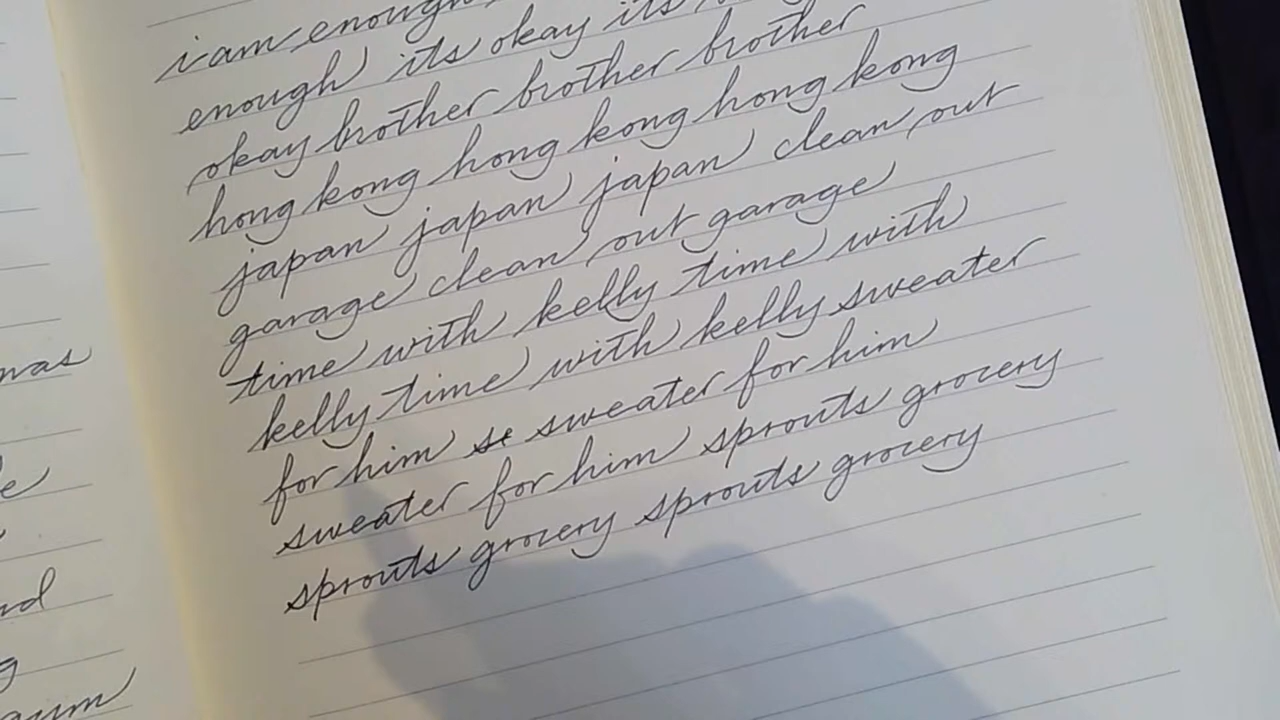 i am enough
enough its okay its
okay brother brother brother
hong kong hong kong hong kong
japan japan japan clean out
garage clean out garage
time with kelly time with
kelly time with kelly sweater
for him se sweater for him
sweater for him sprouts grocery
sprouts grocery sprouts grocery